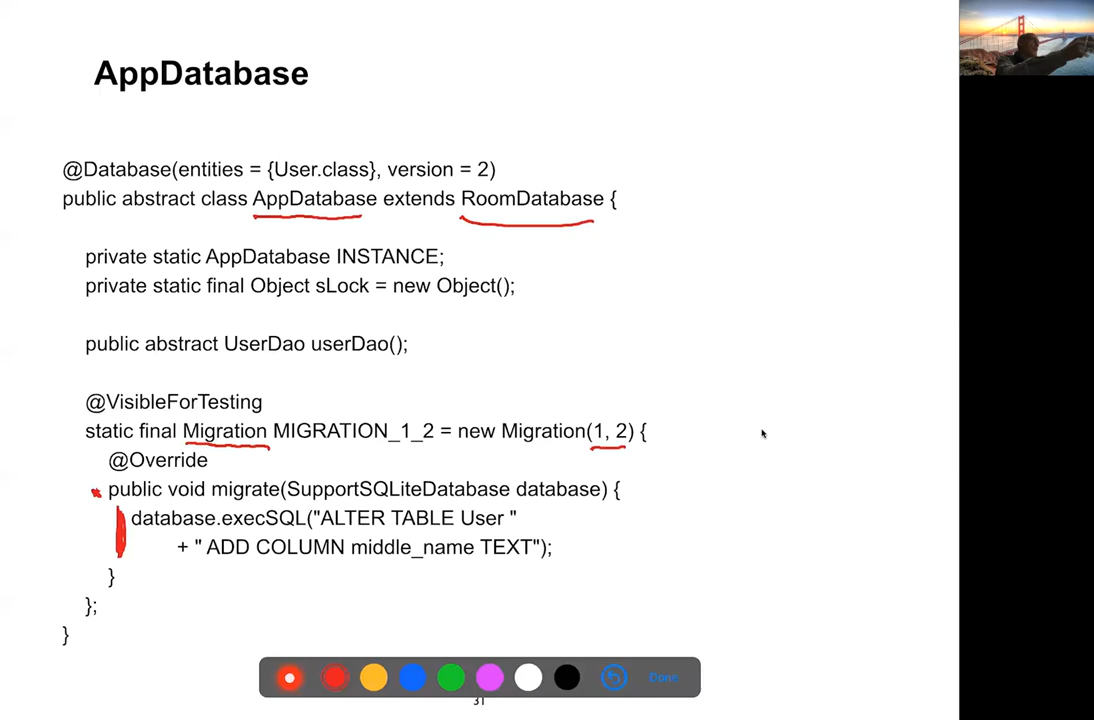 AppDatabase
@Database(entities = {User.class}, version = 2)
public abstract class AppDatabase extends RoomDatabase {
private static AppDatabase INSTANCE;
private static final Object sLock = new Object();
public abstract UserDao userDao();
@VisibleForTesting
static final Migration MIGRATION_1_2 = new Migration(1, 2) {
@Override
public void migrate(SupportSQLiteDatabase database) {
database.execSQL("ALTER TABLE User "
+ " ADD COLUMN middle_name TEXT");
}
};
}
Done
31